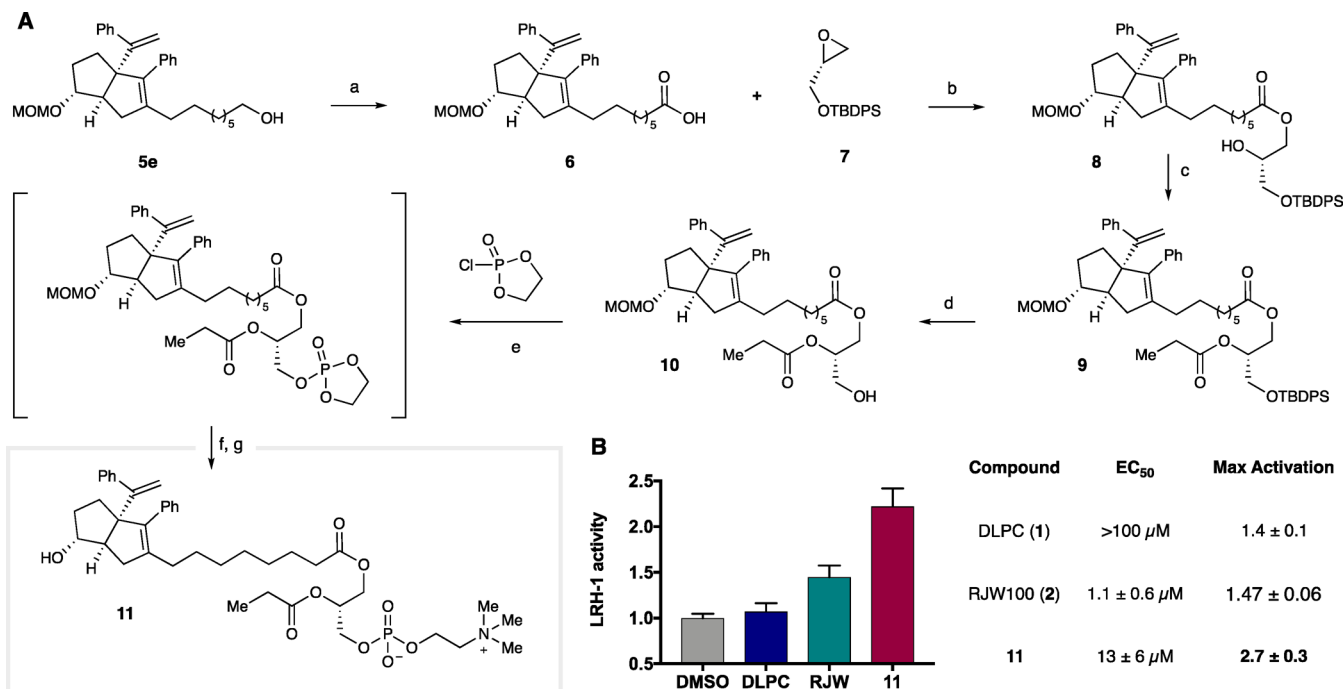 A
Ph
Ph
MOMO
H
5
OH
5e
a
Ph
Ph
MOMO
H
5
O
OH
6
+
O
OTBDPS
7
b
Ph
Ph
MOMO
H
5
O
O
HO
OTBDPS
8
c
Ph
Ph
MOMO
H
5
O
O
Me
O
O
OTBDPS
9
d
Ph
Ph
MOMO
H
5
O
O
Me
O
O
OH
10
O
Cl
P
O
O
e
Ph
Ph
MOMO
H
5
O
O
Me
O
O
O
O
P
O
O
f, g
Ph
Ph
HO
H
O
O
Me
O
O
O
O
P
O
O−
N
+
Me
Me
Me
11
B
LRH-1 activity
2.5
2.0
1.5
1.0
0.5
DMSO DLPC RJW 11
Compound EC50 Max Activation
DLPC (1) >100 µM 1.4 ± 0.1
RJW100 (2) 1.1 ± 0.6 µM 1.47 ± 0.06
11 13 ± 6 µM 2.7 ± 0.3